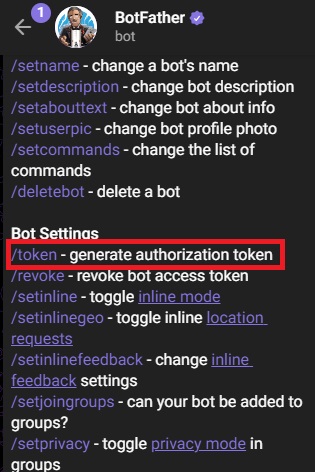 1
BotFather
bot
/setname - change a bot's name
/setdescription - change bot description
/setabouttext - change bot about info
/setuserpic - change bot profile photo
/setcommands - change the list of
commands
/deletebot - delete a bot
Bot Settings
/token - generate authorization token
/revoke - revoke bot access token
/setinline - toggle inline mode
/setinlinegeo - toggle inline location
requests
/setinlinefeedback - change inline
feedback settings
/setjoingroups - can your bot be added to
groups?
/setprivacy - toggle privacy mode in
groups